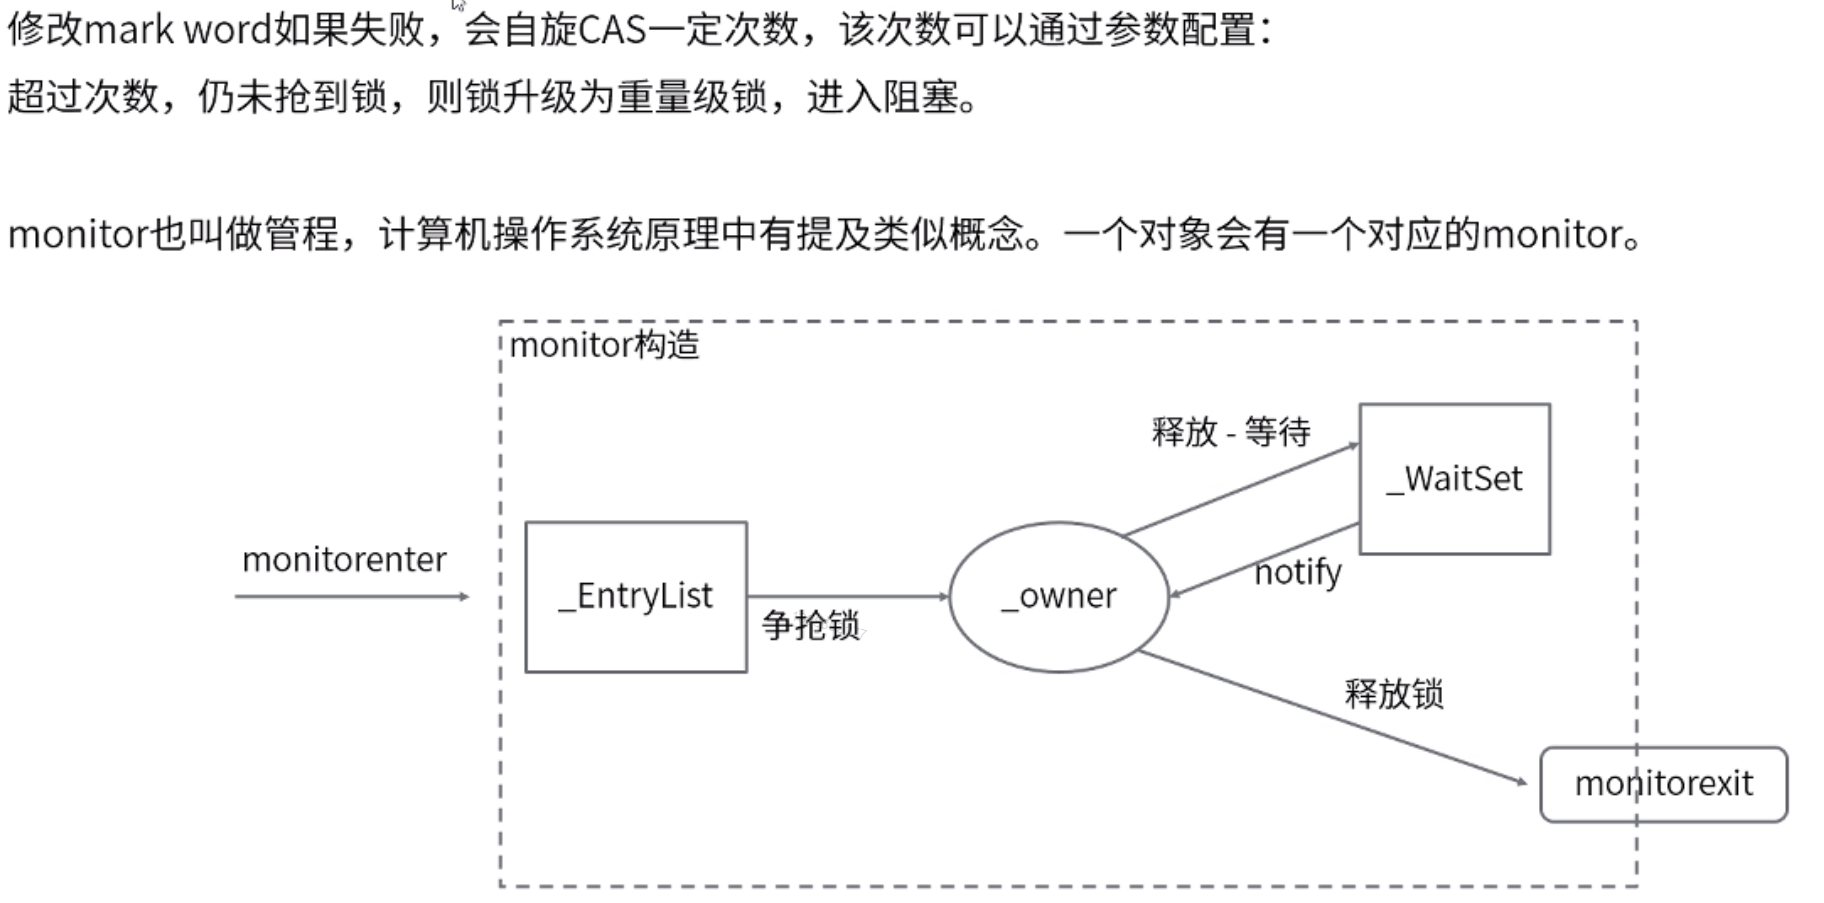 修改mark word如果失败，会自旋CAS一定次数，该次数可以通过参数配置：
超过次数，仍未抢到锁，则锁升级为重量级锁，进入阻塞。
monitor也叫做管程，计算机操作系统原理中有提及类似概念。一个对象会有一个对应的monitor。
monitor构造
释放 - 等待
_WaitSet
monitorenter
notify
_EntryList
_owner
争抢锁
释放锁
monitorexit